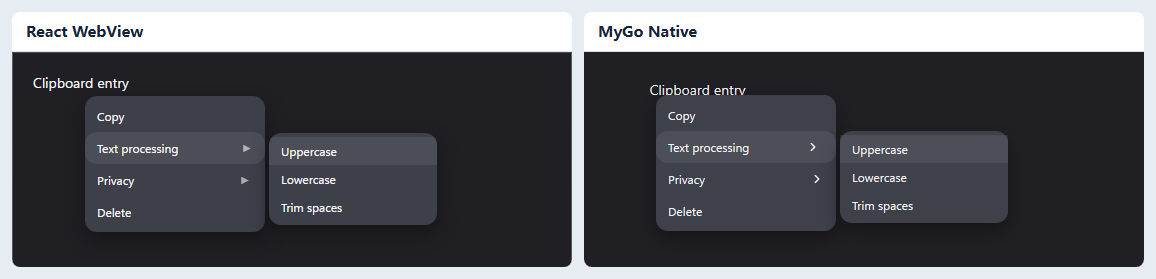 React WebView
Clipboard entry
Copy
Text processing
Privacy
Delete
Uppercase
Lowercase
Trim spaces
MyGo Native
Clipboard entry
Copy
Text processing
Privacy
Delete
Uppercase
Lowercase
Trim spaces